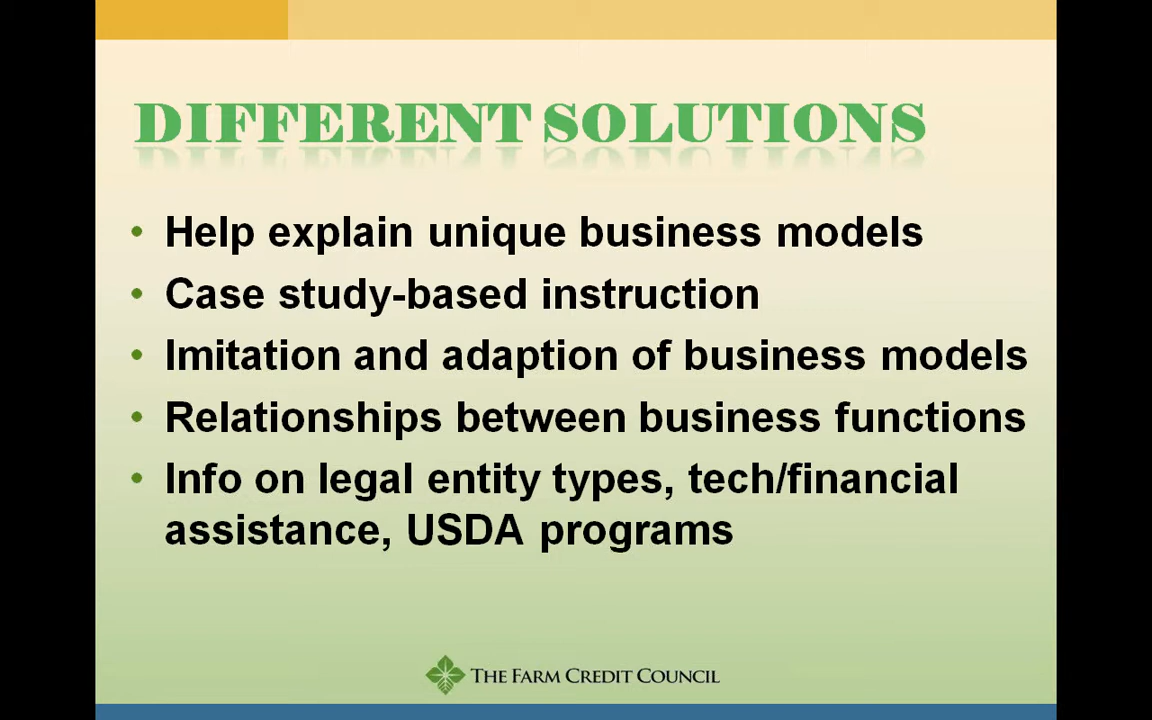 DIFFERENT SOLUTIONS
• Help explain unique business models
• Case study-based instruction
• Imitation and adaption of business models
• Relationships between business functions
• Info on legal entity types, tech/financial
assistance, USDA programs
THE FARM CREDIT COUNCIL